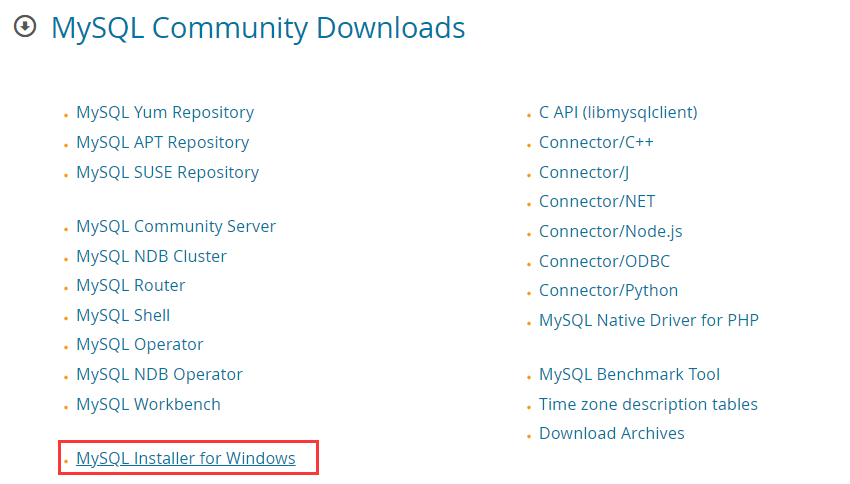 MySQL Community Downloads
MySQL Yum Repository
MySQL APT Repository
MySQL SUSE Repository
MySQL Community Server
MySQL NDB Cluster
MySQL Router
MySQL Shell
MySQL Operator
MySQL NDB Operator
MySQL Workbench
MySQL Installer for Windows
C API (libmysqlclient)
Connector/C++
Connector/J
Connector/NET
Connector/Node.js
Connector/ODBC
Connector/Python
MySQL Native Driver for PHP
MySQL Benchmark Tool
Time zone description tables
Download Archives